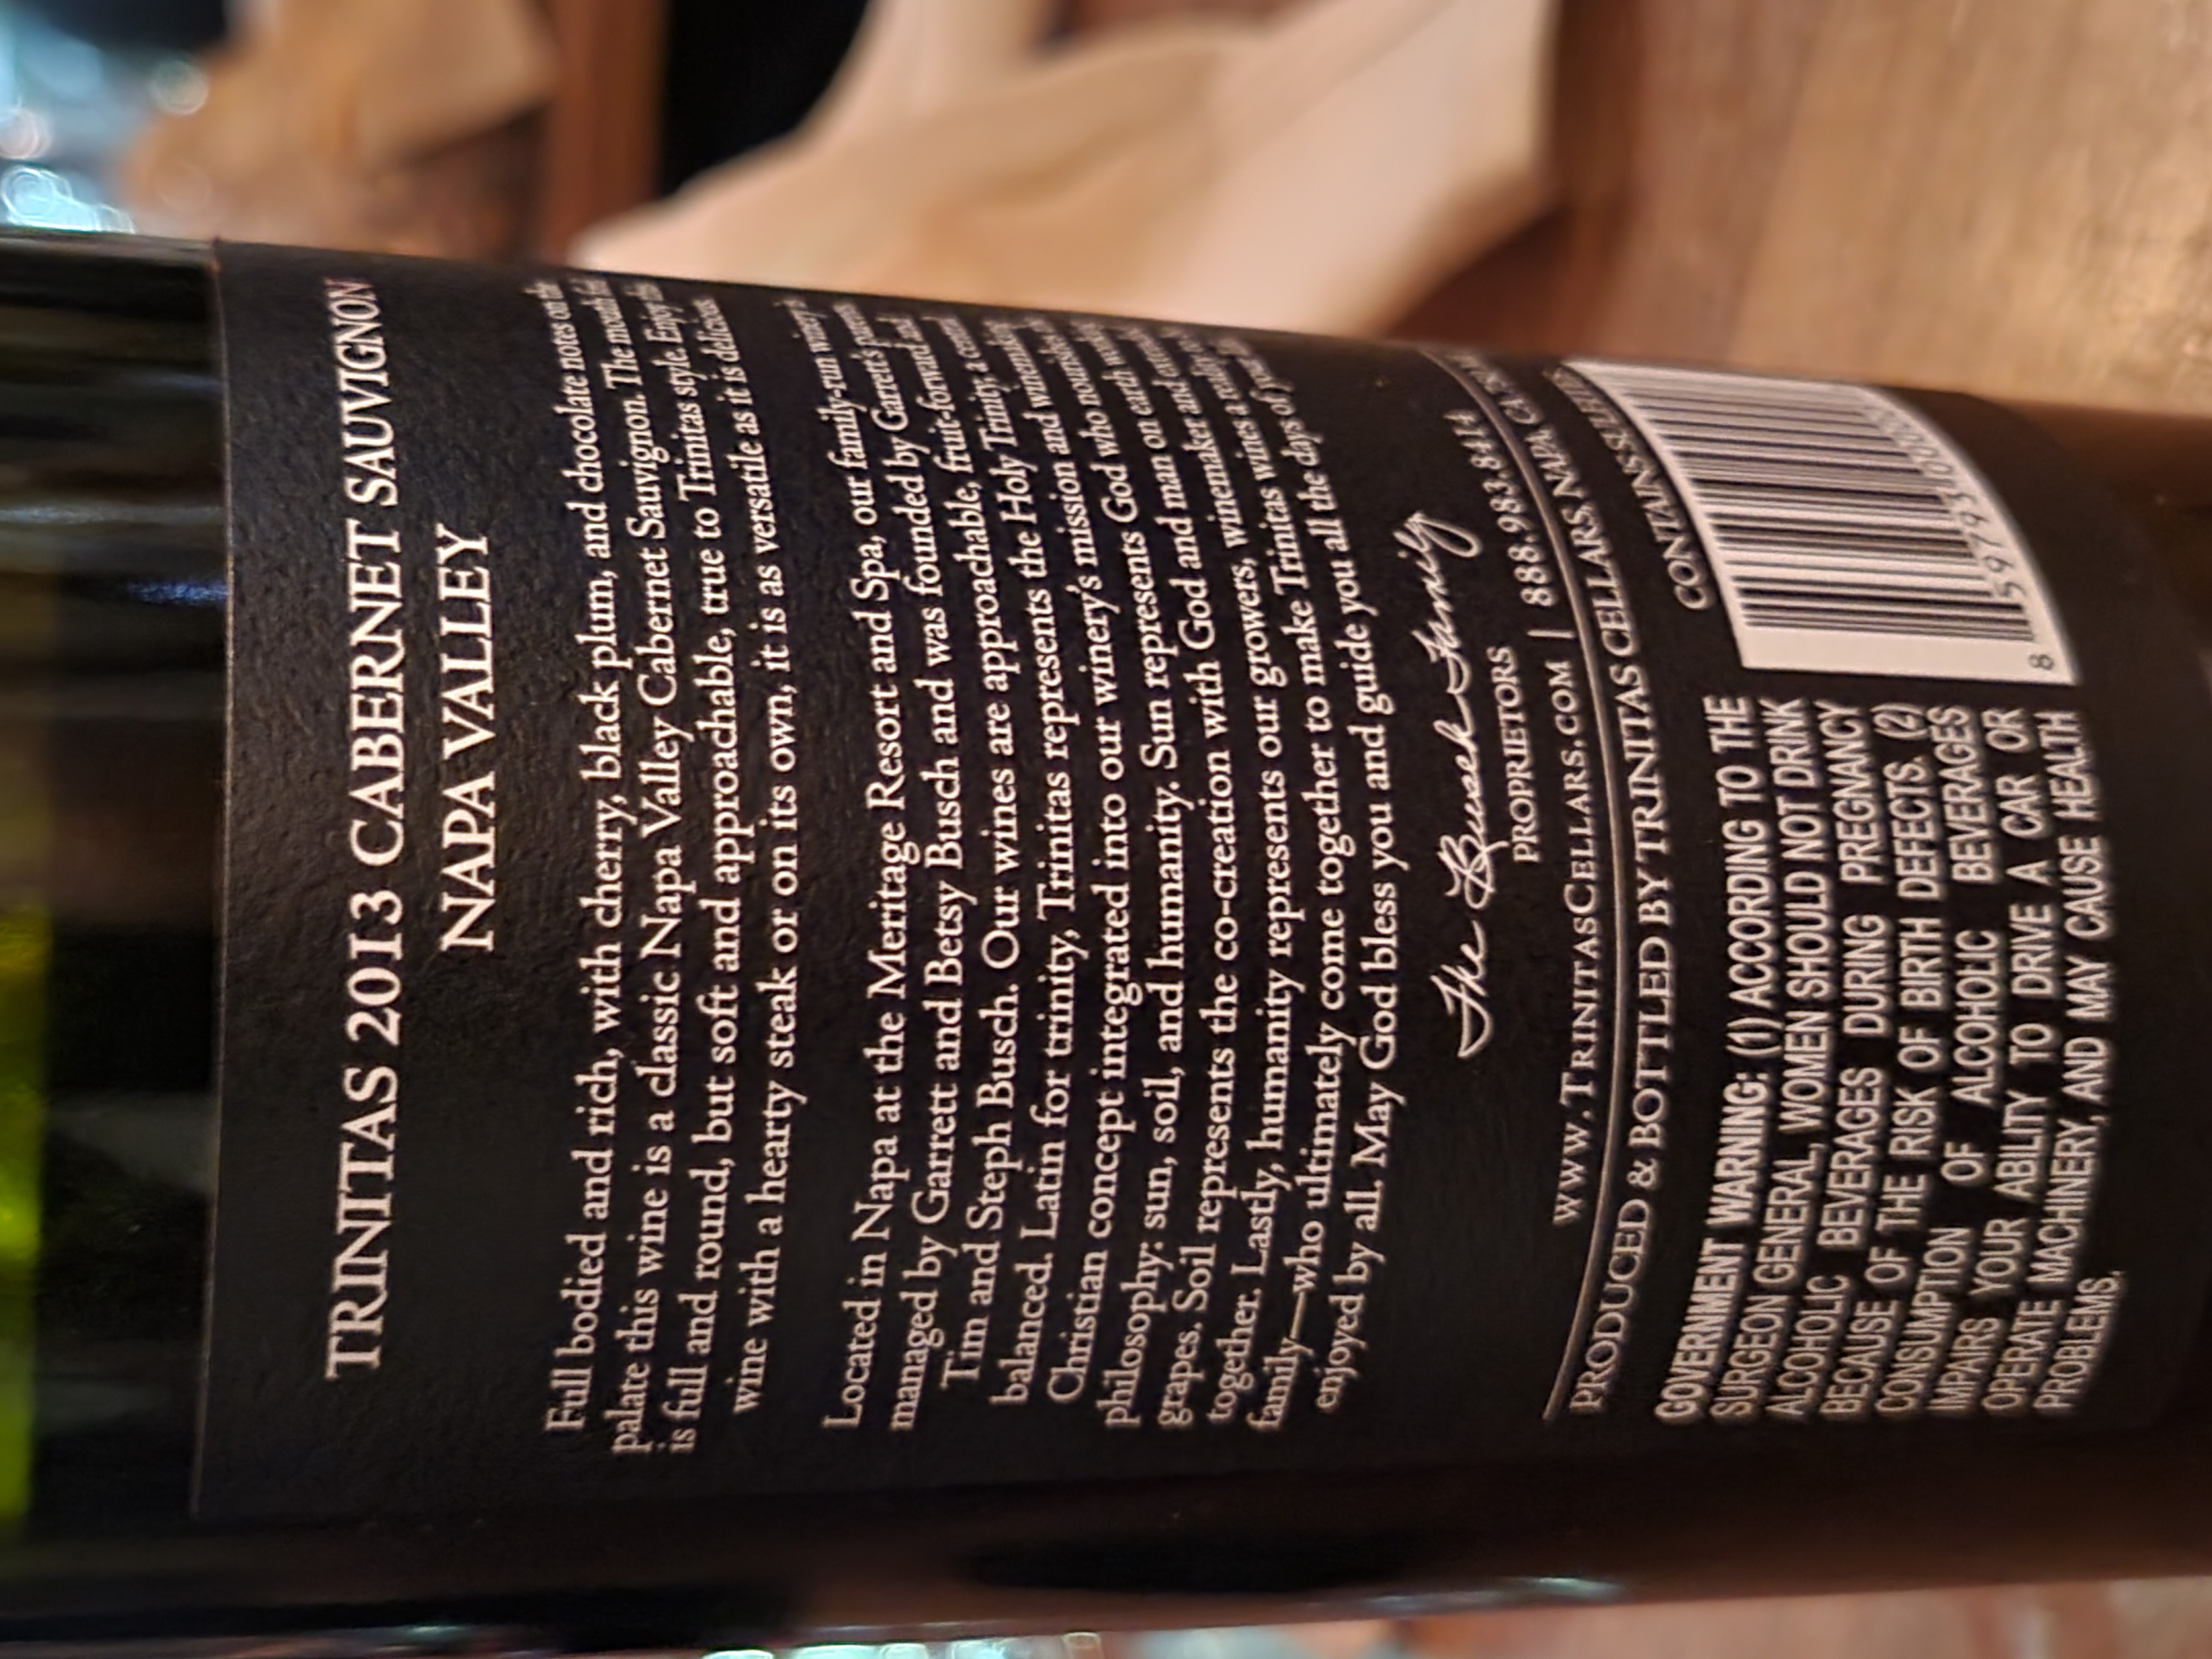 TRINITAS 2013 CABERNET SAUVIGNON
NAPA VALLEY
Full bodied and rich, with cherry, black plum, and chocolate notes on the
palate this wine is a classic Napa Valley Cabernet Sauvignon. The
is full and round, but soft and approachable, true to Trinitas style. Enjoy this
wine with a hearty steak or on its own, it is as versatile as it is delicious
Located in Napa at the Meritage Resort and Spa, our family-run winery is
managed by Garrett and Betsy Busch and was founded by Garrett's parents
Tim and Steph Busch. Our wines are approachable, fruit-forward and
balanced. Latin for trinity, Trinitas represents the Holy Trinity, a
Christian concept integrated into our winery's mission and
philosophy: sun, soil, and humanity. Sun represents God who nourishes
grapes. Soil represents the co-creation with God and man on earth
together. Lastly, humanity represents our growers, winemaker and
family—who ultimately come together to make Trinitas wines a
enjoyed by all. May God bless you and guide you all the days of your
The Busch Family
PROPRIETORS
WWW.TRINITASCELLARS.COM | 888.983.8414
PRODUCED & BOTTLED BY TRINITAS CELLARS, NAPA CA
CONTAINS
GOVERNMENT WARNING: (1) ACCORDING TO THE
SURGEON GENERAL, WOMEN SHOULD NOT DRINK
ALCOHOLIC BEVERAGES DURING PREGNANCY
BECAUSE OF THE RISK OF BIRTH DEFECTS. (2)
CONSUMPTION OF ALCOHOLIC BEVERAGES
IMPAIRS YOUR ABILITY TO DRIVE A CAR OR
OPERATE MACHINERY, AND MAY CAUSE HEALTH
PROBLEMS.
8